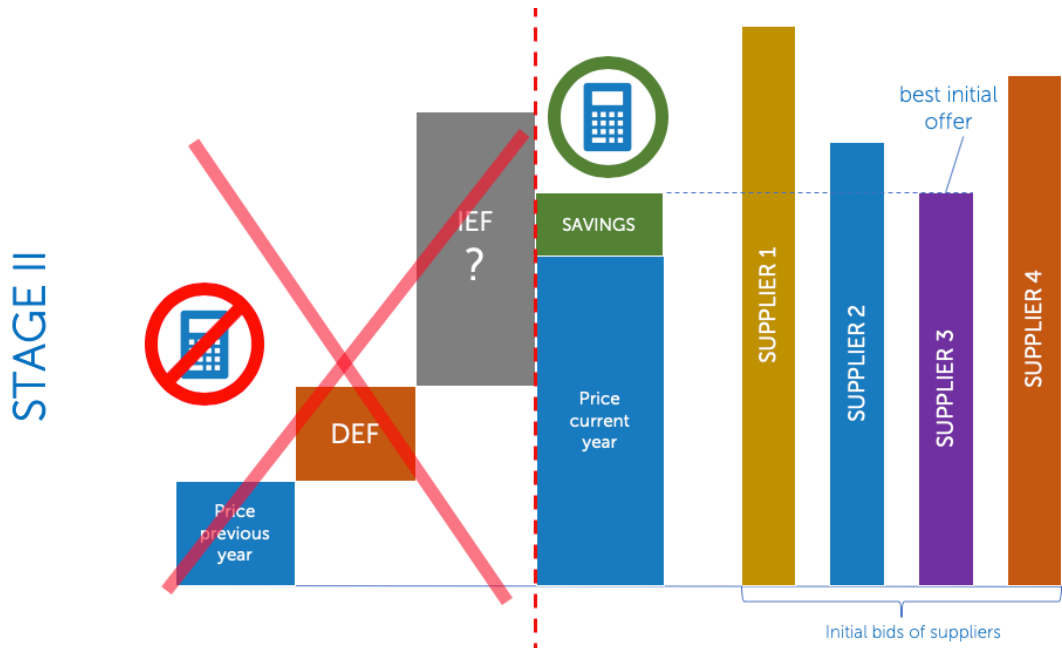 STAGE II
Price
previous
year
DEF
IEF
?
SAVINGS
Price
current
year
SUPPLIER 1
SUPPLIER 2
best initial
offer
SUPPLIER 3
SUPPLIER 4
Initial bids of suppliers